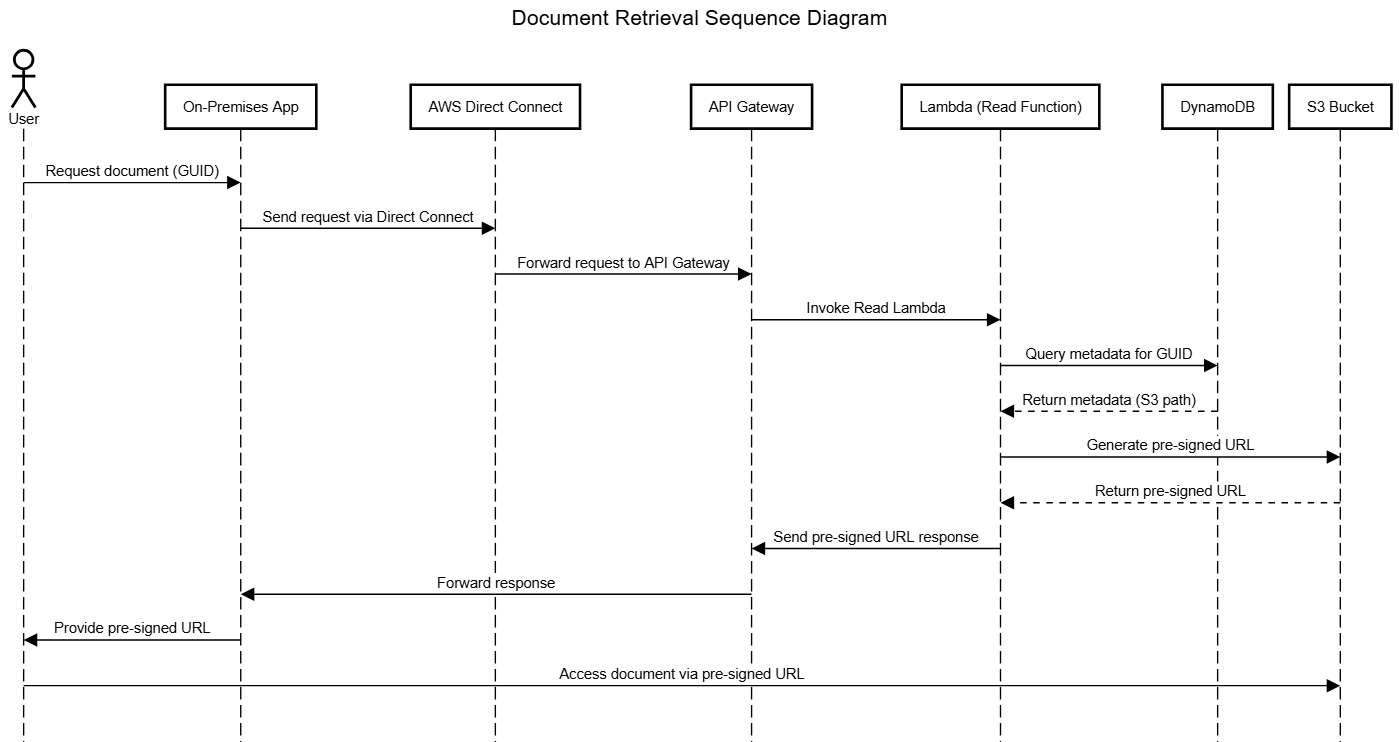 Document Retrieval Sequence Diagram
User
On-Premises App
AWS Direct Connect
API Gateway
Lambda (Read Function)
DynamoDB
S3 Bucket
Request document (GUID)
Send request via Direct Connect
Forward request to API Gateway
Invoke Read Lambda
Query metadata for GUID
Return metadata (S3 path)
Generate pre-signed URL
Return pre-signed URL
Send pre-signed URL response
Forward response
Provide pre-signed URL
Access document via pre-signed URL